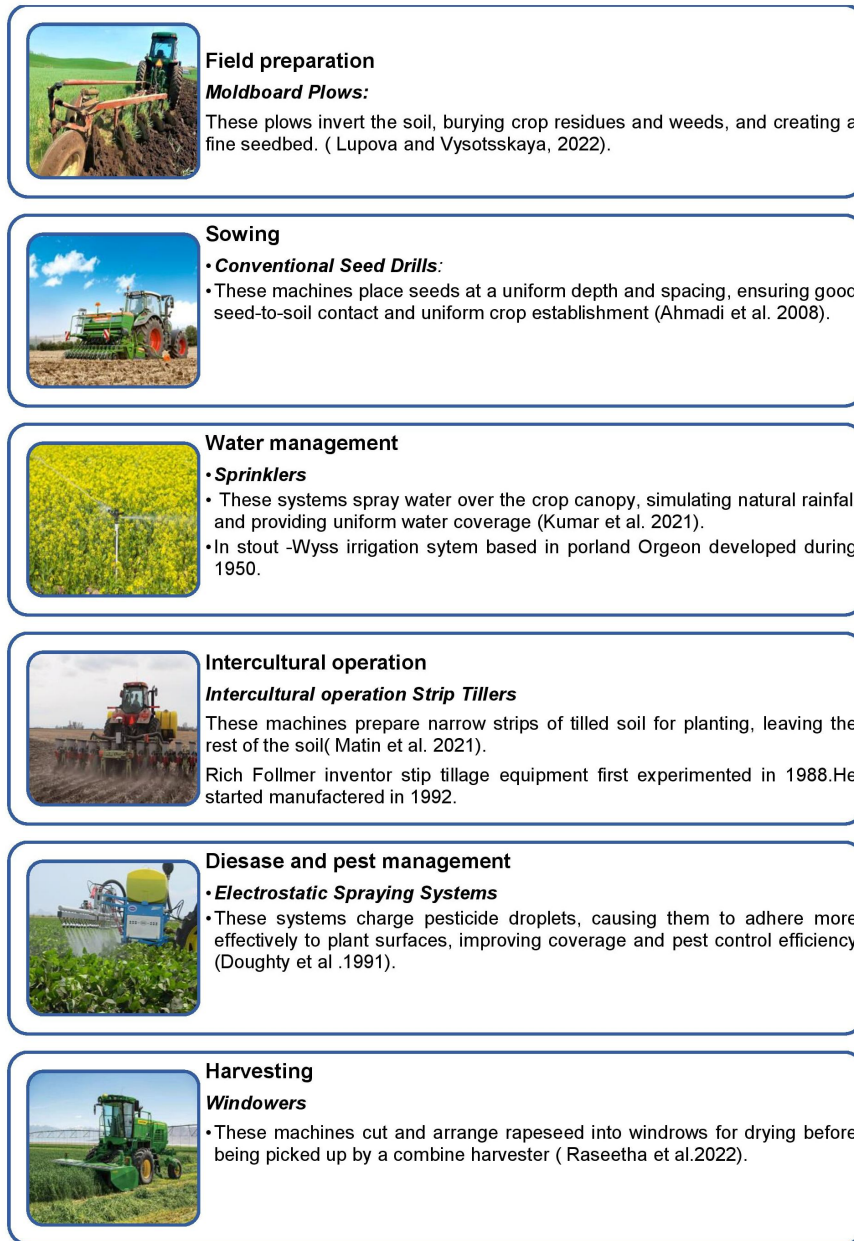 Field preparation
Moldboard Plows:
These plows invert the soil, burying crop residues and weeds, and creating a
fine seedbed. ( Lupova and Vysotsskaya, 2022).
Sowing
•Conventional Seed Drills:
•These machines place seeds at a uniform depth and spacing, ensuring good
seed-to-soil contact and uniform crop establishment (Ahmadi et al. 2008).
Water management
•Sprinklers
• These systems spray water over the crop canopy, simulating natural rainfal
and providing uniform water coverage (Kumar et al. 2021).
•In stout -Wyss irrigation sytem based in porland Orgeon developed during
1950.
Intercultural operation
Intercultural operation Strip Tillers
These machines prepare narrow strips of tilled soil for planting, leaving the
rest of the soil( Matin et al. 2021).
Rich Follmer inventor stip tillage equipment first experimented in 1988.He
started manufactered in 1992.
Diesase and pest management
•Electrostatic Spraying Systems
•These systems charge pesticide droplets, causing them to adhere more
effectively to plant surfaces, improving coverage and pest control efficiency
(Doughty et al .1991).
Harvesting
Windowers
•These machines cut and arrange rapeseed into windrows for drying before
being picked up by a combine harvester ( Raseetha et al.2022).